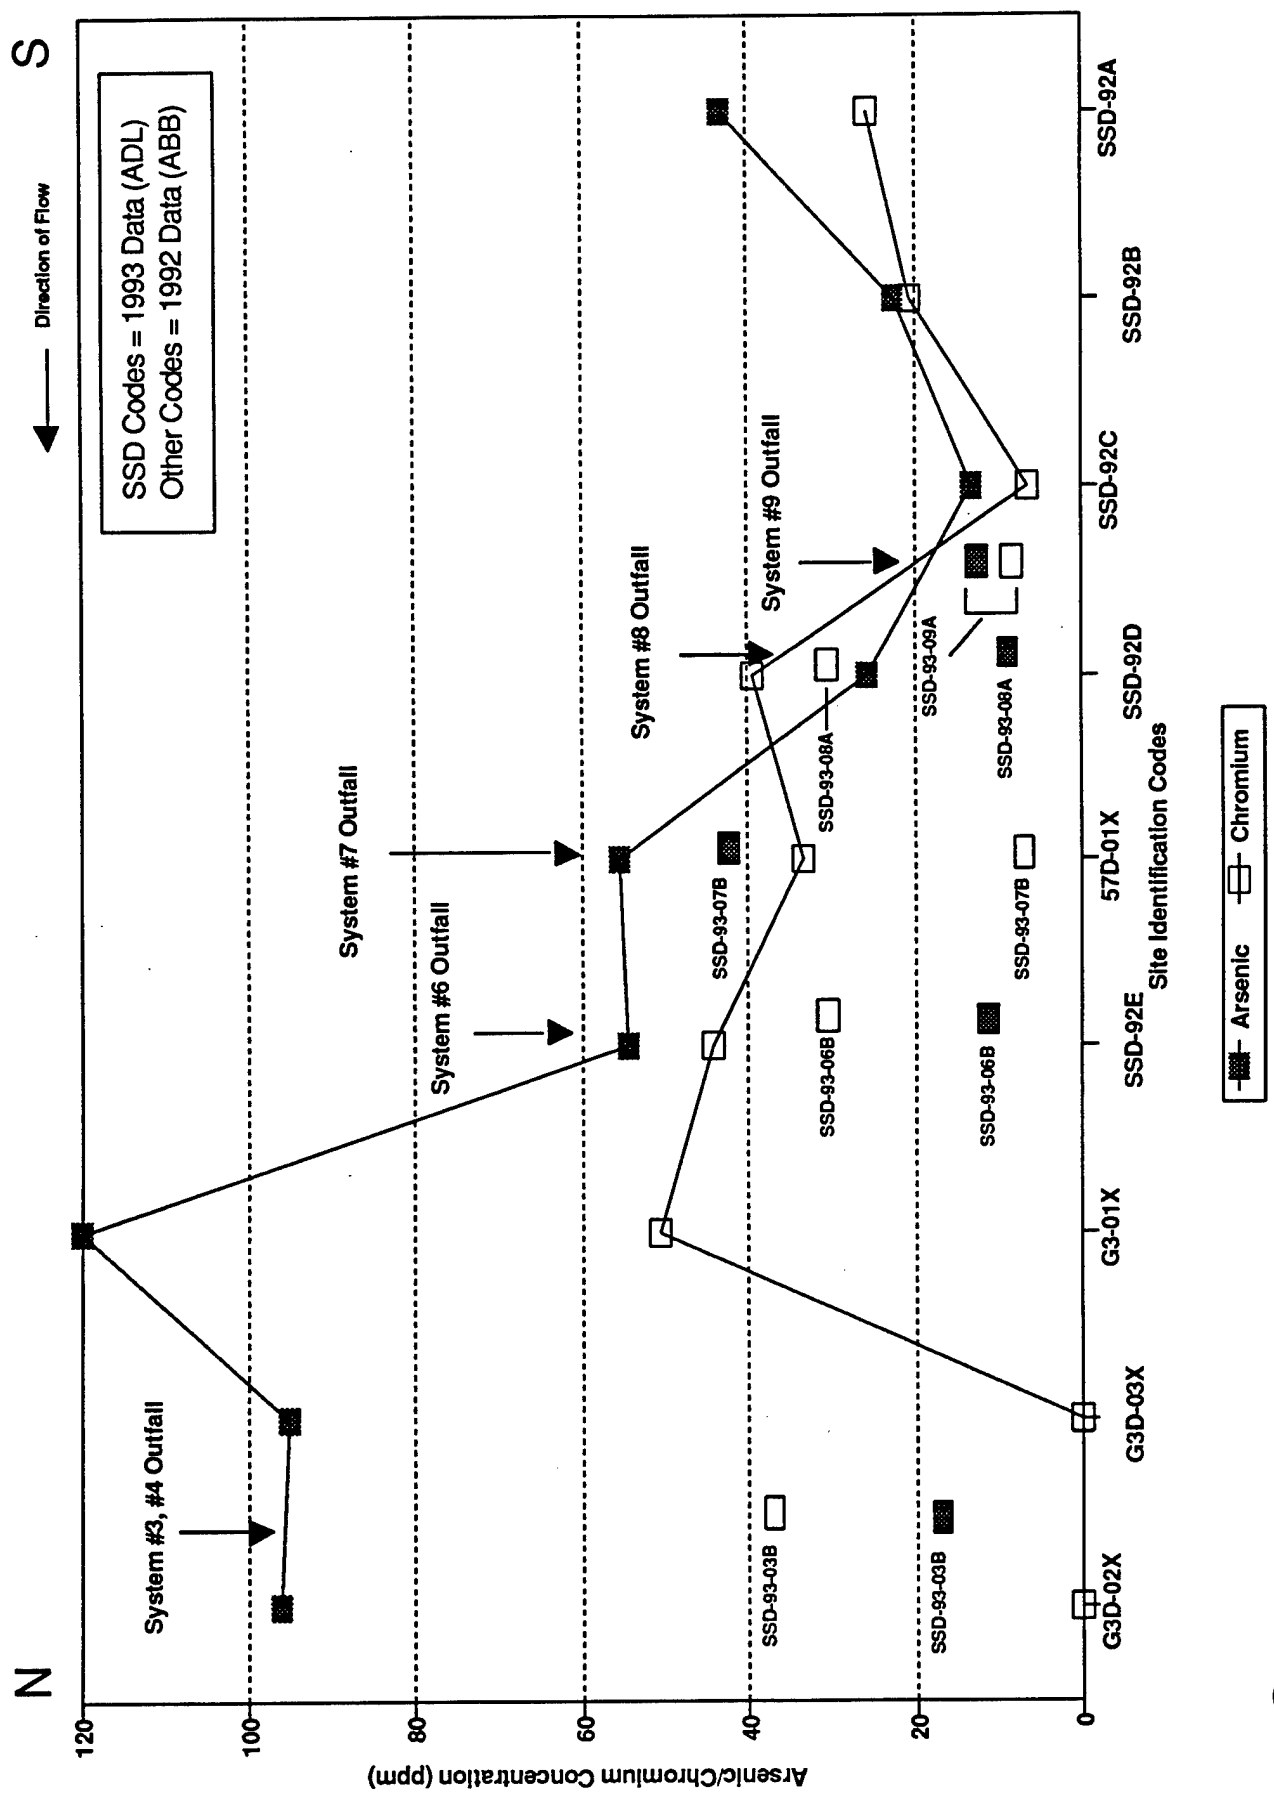 N
S
Direction of Flow
SSD Codes = 1993 Data (ADL)
Other Codes = 1992 Data (ABB)
Arsenic/Chromium Concentration (ppm)
120
100
80
60
40
20
0
System #3, #4 Outfall
System #6 Outfall
System #7 Outfall
System #8 Outfall
System #9 Outfall
SSD-93-03B
SSD-93-03B
SSD-93-06B
SSD-93-06B
SSD-93-07B
SSD-93-07B
SSD-93-08A
SSD-93-08A
SSD-93-09A
G3D-02X
G3D-03X
G3-01X
SSD-92E
57D-01X
SSD-92D
SSD-92C
SSD-92B
SSD-92A
Site Identification Codes
Arsenic
Chromium